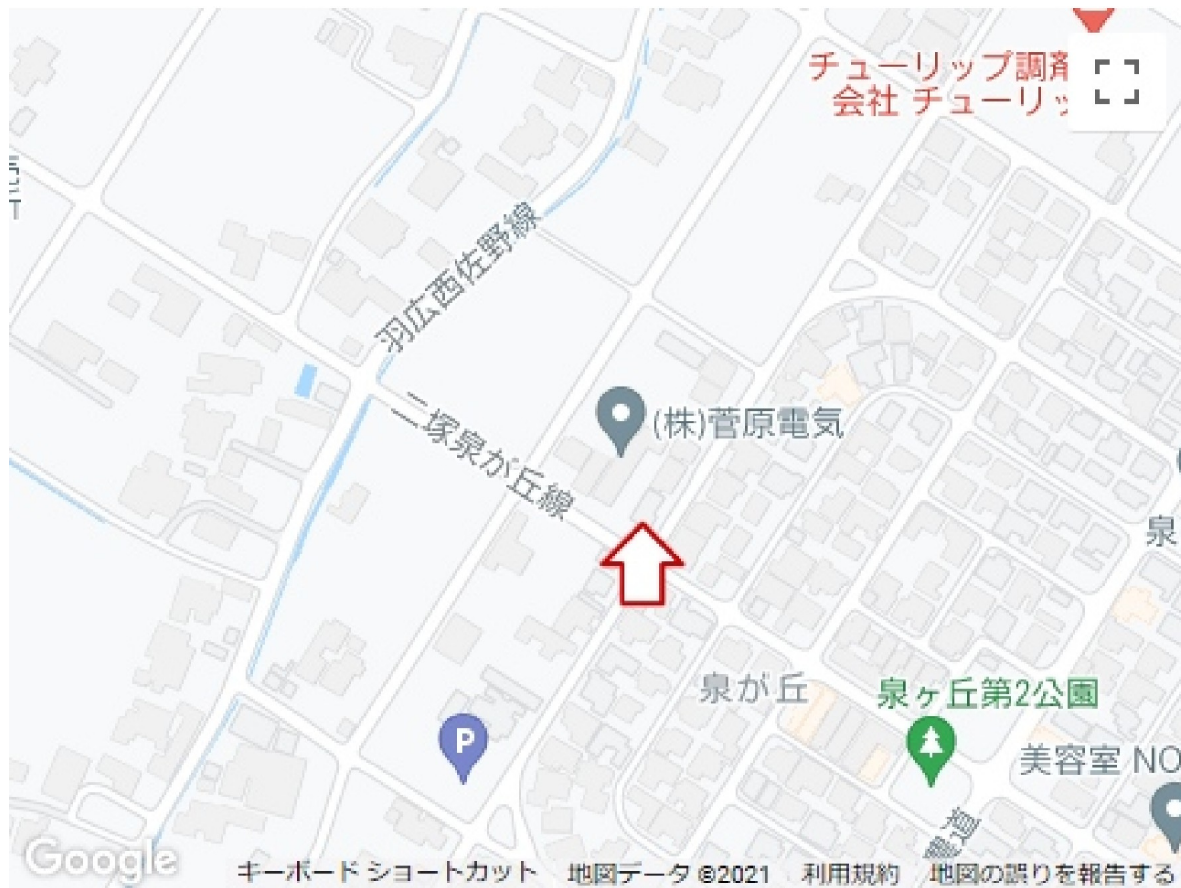 チューリップ調剤
会社 チューリッ
羽広西佐野線
二塚泉が丘線
(株)菅原電気
泉
泉が丘
泉ヶ丘第2公園
P
美容室 NO
農道
Google
キーボード ショートカット 地図データ ©2021 利用規約 地図の誤りを報告する